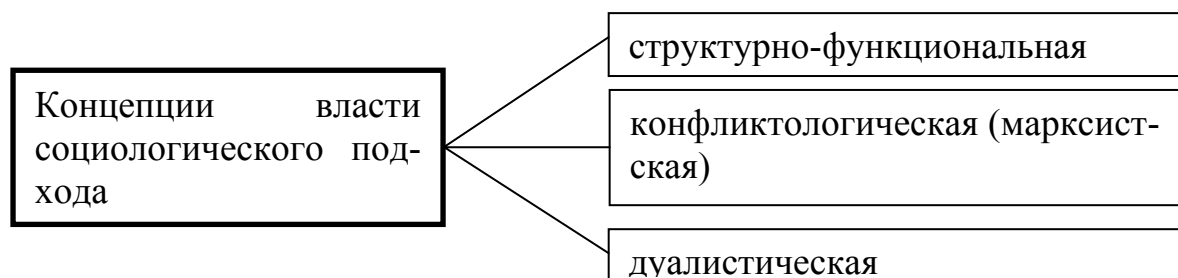 Концепции власти
социологического под-
хода
структурно-функциональная
конфликтологическая (марксист-
ская)
дуалистическая